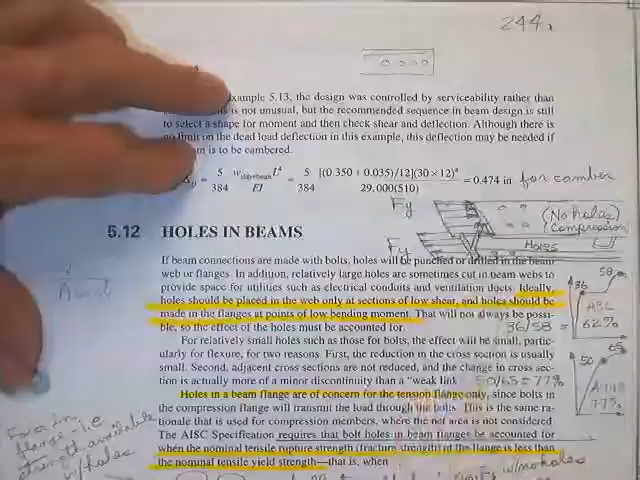 244.
xample 5.13, the design was controlled by serviceability rather than
is not unusual, but the recommended sequence in beam design is still
to select a shape for moment and then check shear and deflection. Although there is
no limit on the dead load deflection in this example, this deflection may be needed if
am is to be cambered.
= 5/384 w_slab+beam L⁴/EI = 5/384 [(0.350 + 0.035)/12](30 × 12)⁴/29,000(510) = 0.474 in for camber
Fy
(No holes)
(Compression)
Fy
Holes
5.12 HOLES IN BEAMS
If beam connections are made with bolts, holes will be punched or drilled in the beam
web or flanges. In addition, relatively large holes are sometimes cut in beam webs to
provide space for utilities such as electrical conduits and ventilation ducts. Ideally,
holes should be placed in the web only at sections of low shear, and holes should be
made in the flanges at points of low bending moment. That will not always be possi-
ble, so the effect of the holes must be accounted for.
36/58 =
58
36
62%
For relatively small holes such as those for bolts, the effect will be small, partic-
ularly for flexure, for two reasons. First, the reduction in the cross section is usually
small. Second, adjacent cross sections are not reduced, and the change in cross sec-
tion is actually more of a minor discontinuity than a "weak link
50/65 = 77%
65
50
77%
Holes in a beam flange are of concern for the tension flange only, since bolts in
the compression flange will transmit the load through the bolts. This is the same ra-
tionale that is used for compression members, where the net area is not considered.
The AISC Specification requires that bolt holes in beam flanges be accounted for
when the nominal tensile rupture strength (fracture strength) of the flange is less than
the nominal tensile yield strength—that is, when
flange i.e
strength available
w/holes
w/no holes